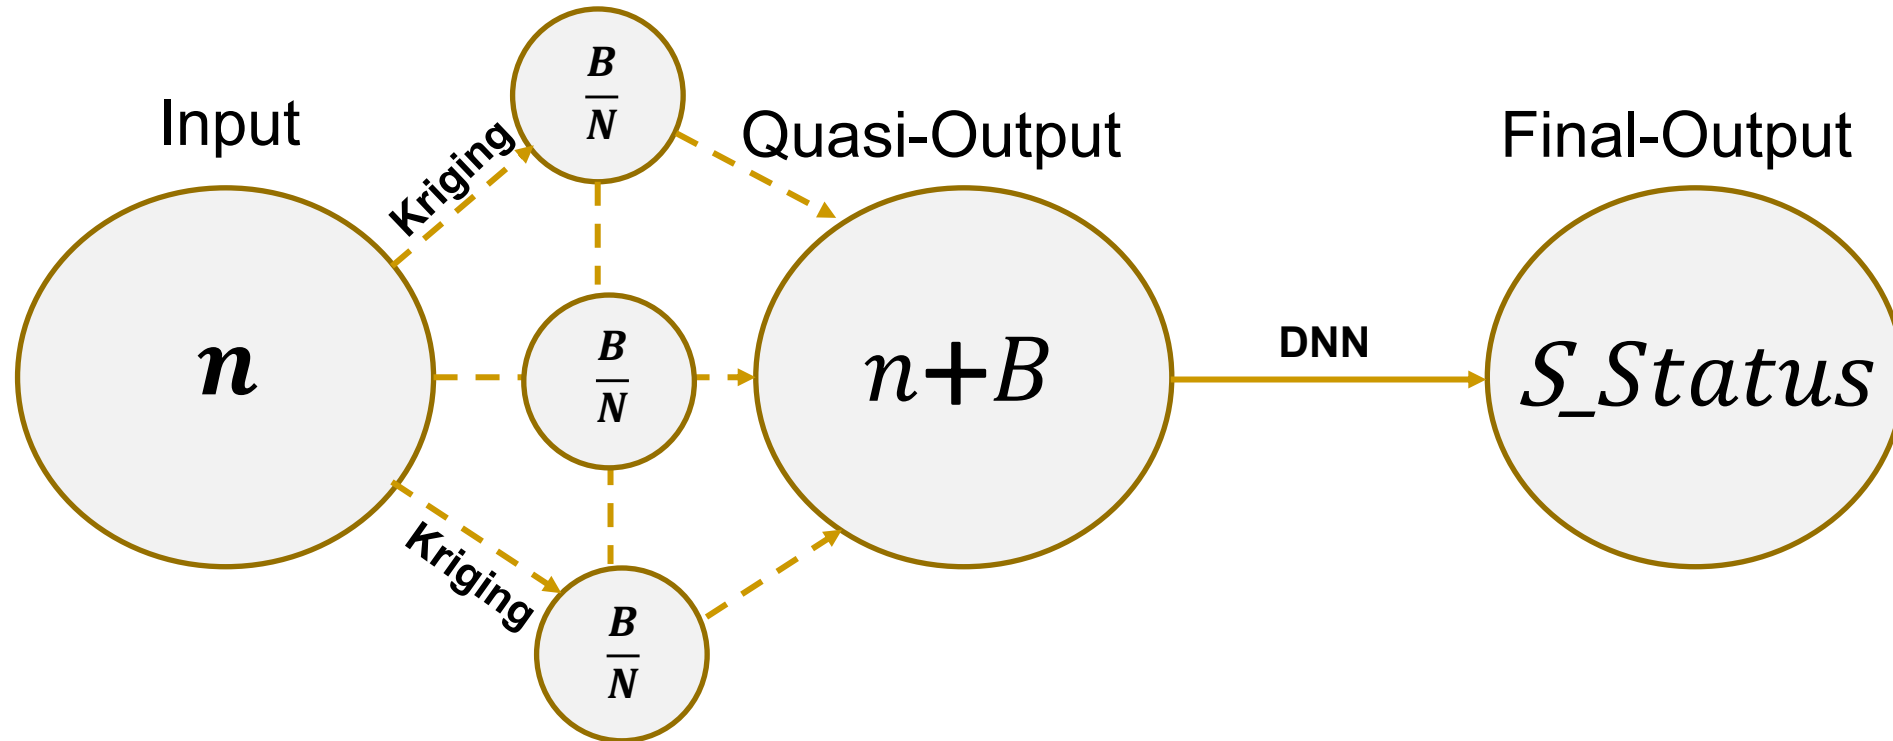 Input
n
Kriging
Kriging
B
N
B
N
B
N
Quasi-Output
n+B
DNN
Final-Output
S_Status